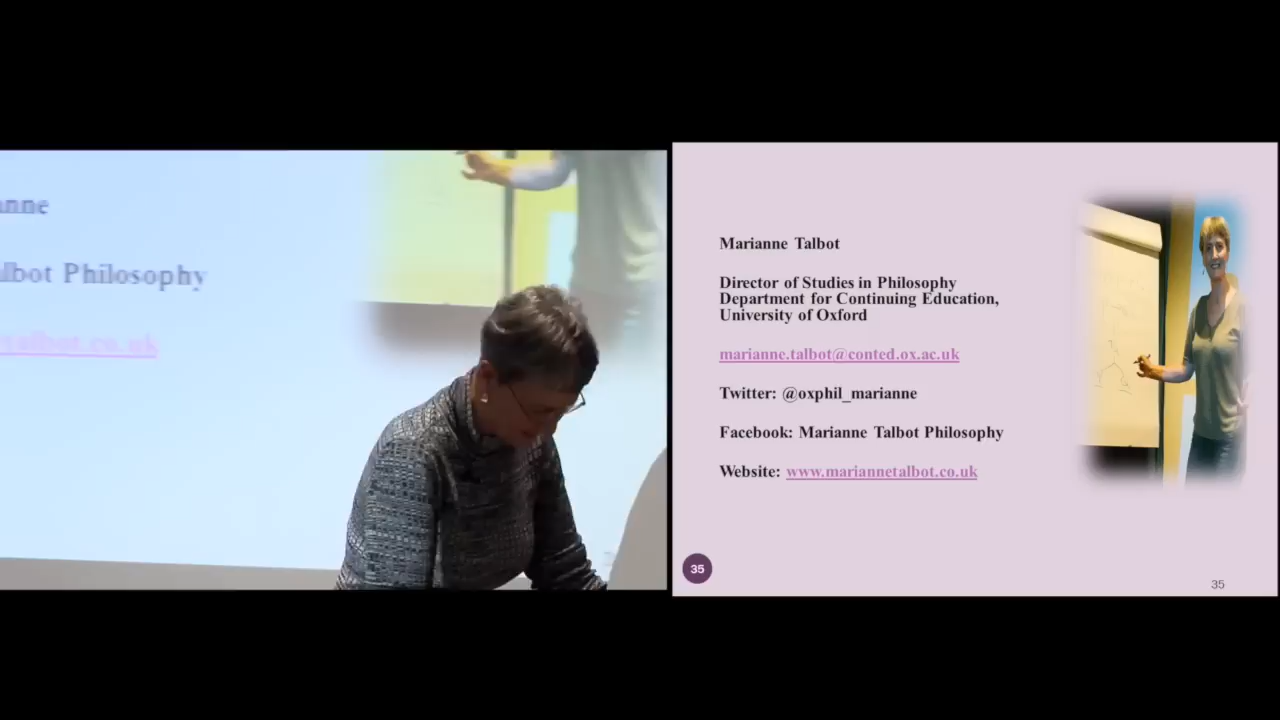 anne
lbot Philosophy
talbot.co.uk
Marianne Talbot
Director of Studies in Philosophy
Department for Continuing Education,
University of Oxford
marianne.talbot@conted.ox.ac.uk
Twitter: @oxphil_marianne
Facebook: Marianne Talbot Philosophy
Website: www.mariannetalbot.co.uk
35
35